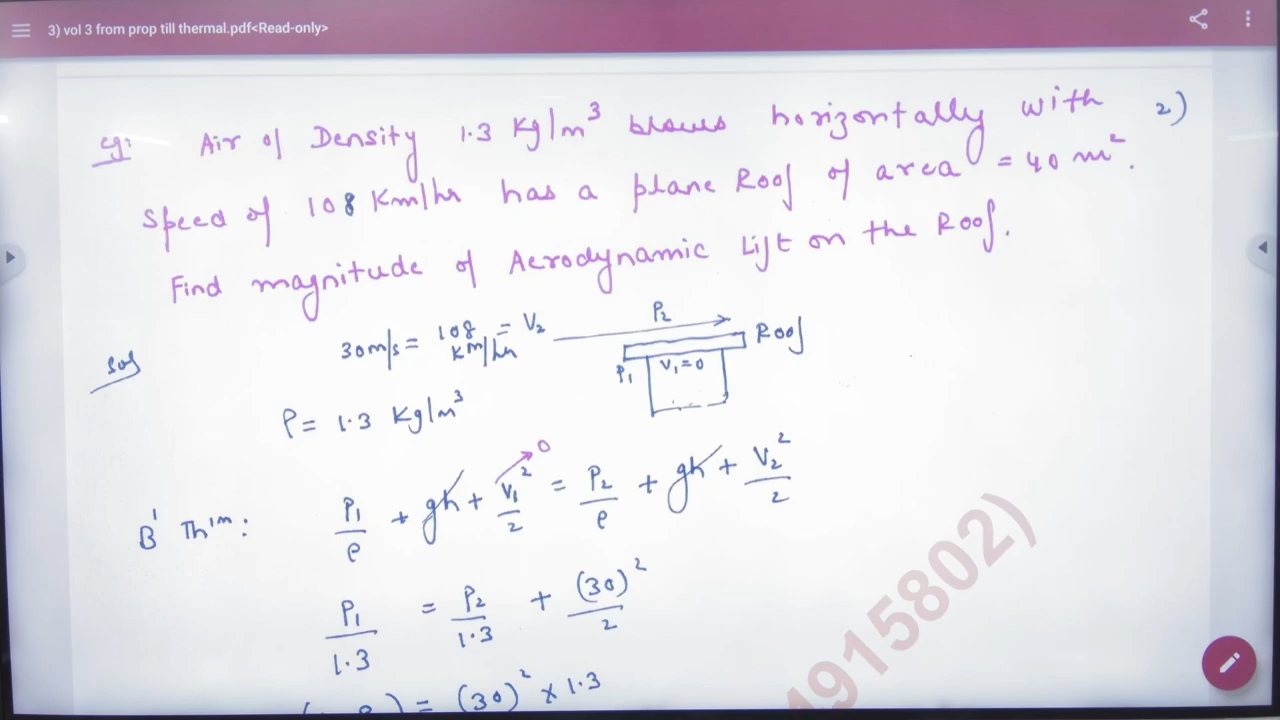 3) vol 3 from prop till thermal.pdf<Read-only>
eg: Air of Density 1.3 Kg/m³ blows horizontally with 2)
Speed of 108 Km/hr has a plane Roof of area = 40 m².
Find magnitude of Aerodynamic Lift on the Roof.
Sol 30m/s = 108 km/hr = V₂ P₂ Roof
P₁ V₁=0
ρ = 1.3 Kg/m³
B' Thm: P₁/ρ + gh + V₁²/2 → 0 = P₂/ρ + gh + V₂²/2
P₁/1.3 = P₂/1.3 + (30)²/2
= (30)² × 1.3
4915802)